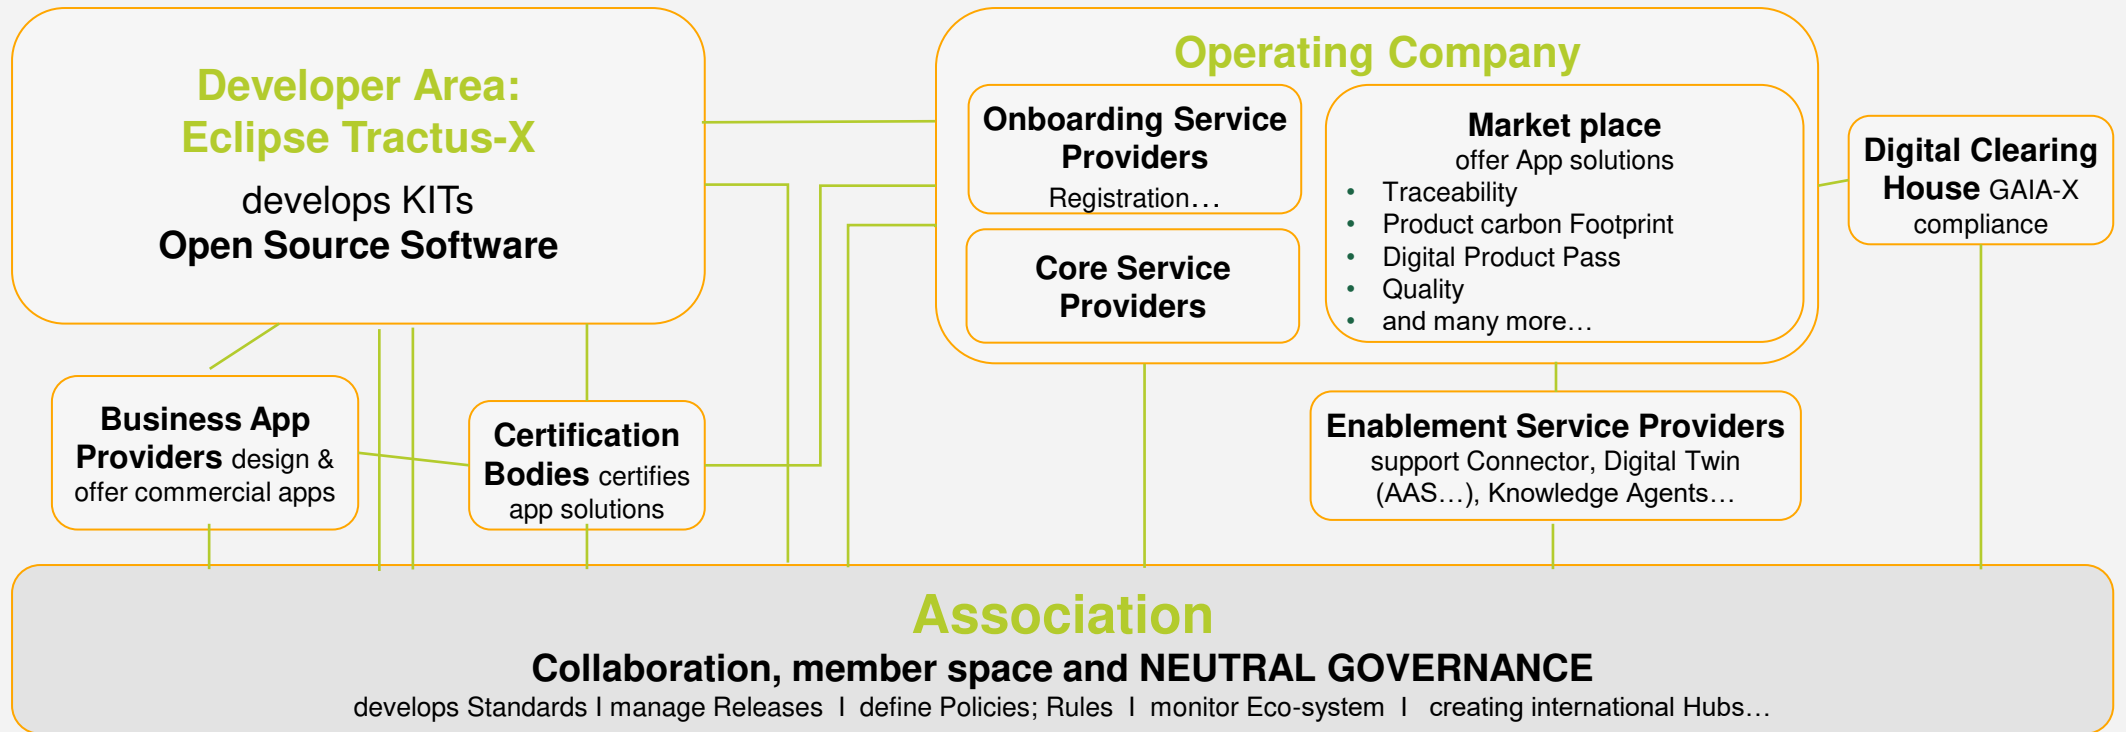 Developer Area:
Eclipse Tractus-X
develops KITs
Open Source Software
Operating Company
Onboarding Service
Providers
Registration...
Core Service
Providers
Market place
offer App solutions
• Traceability
• Product carbon Footprint
• Digital Product Pass
• Quality
• and many more...
Digital Clearing
House GAIA-X
compliance
Business App
Providers design &
offer commercial apps
Certification
Bodies certifies
app solutions
Enablement Service Providers
support Connector, Digital Twin
(AAS...), Knowledge Agents...
Association
Collaboration, member space and NEUTRAL GOVERNANCE
develops Standards I manage Releases I define Policies; Rules I monitor Eco-system I creating international Hubs...